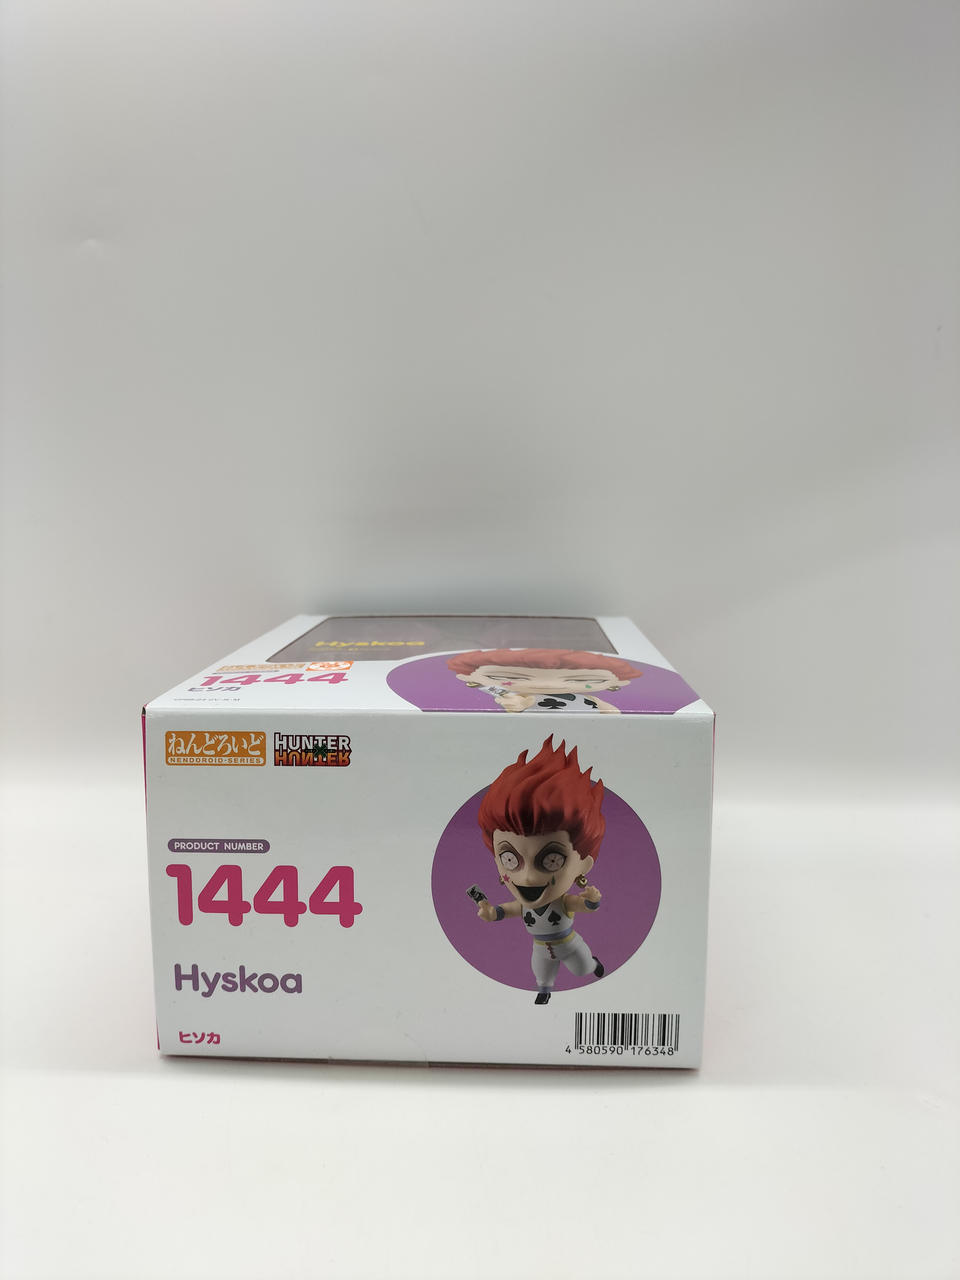 Hyskoa
1444
ヒソカ
ねんどろいど
NENDOROID-SERIES
HUNTER
HUNTER
PRODUCT NUMBER
1444
Hyskoa
ヒソカ
4 580590 176348